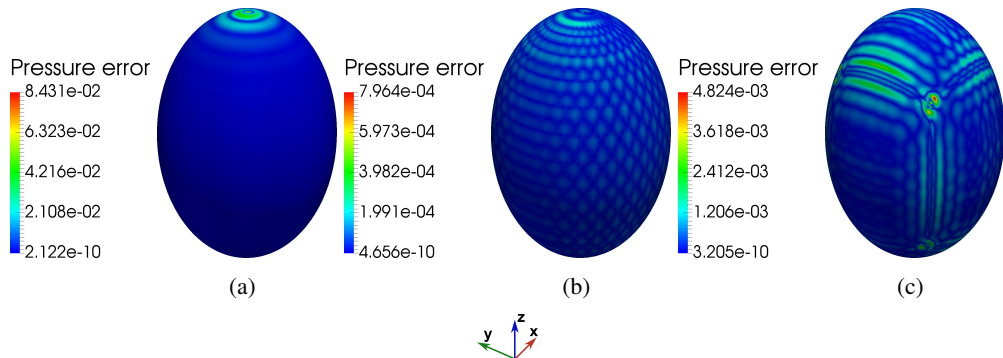 Pressure error
8.431e-02
6.323e-02
4.216e-02
2.108e-02
2.122e-10
(a)
Pressure error
7.964e-04
5.973e-04
3.982e-04
1.991e-04
4.656e-10
(b)
Pressure error
4.824e-03
3.618e-03
2.412e-03
1.206e-03
3.205e-10
(c)
z
y
x